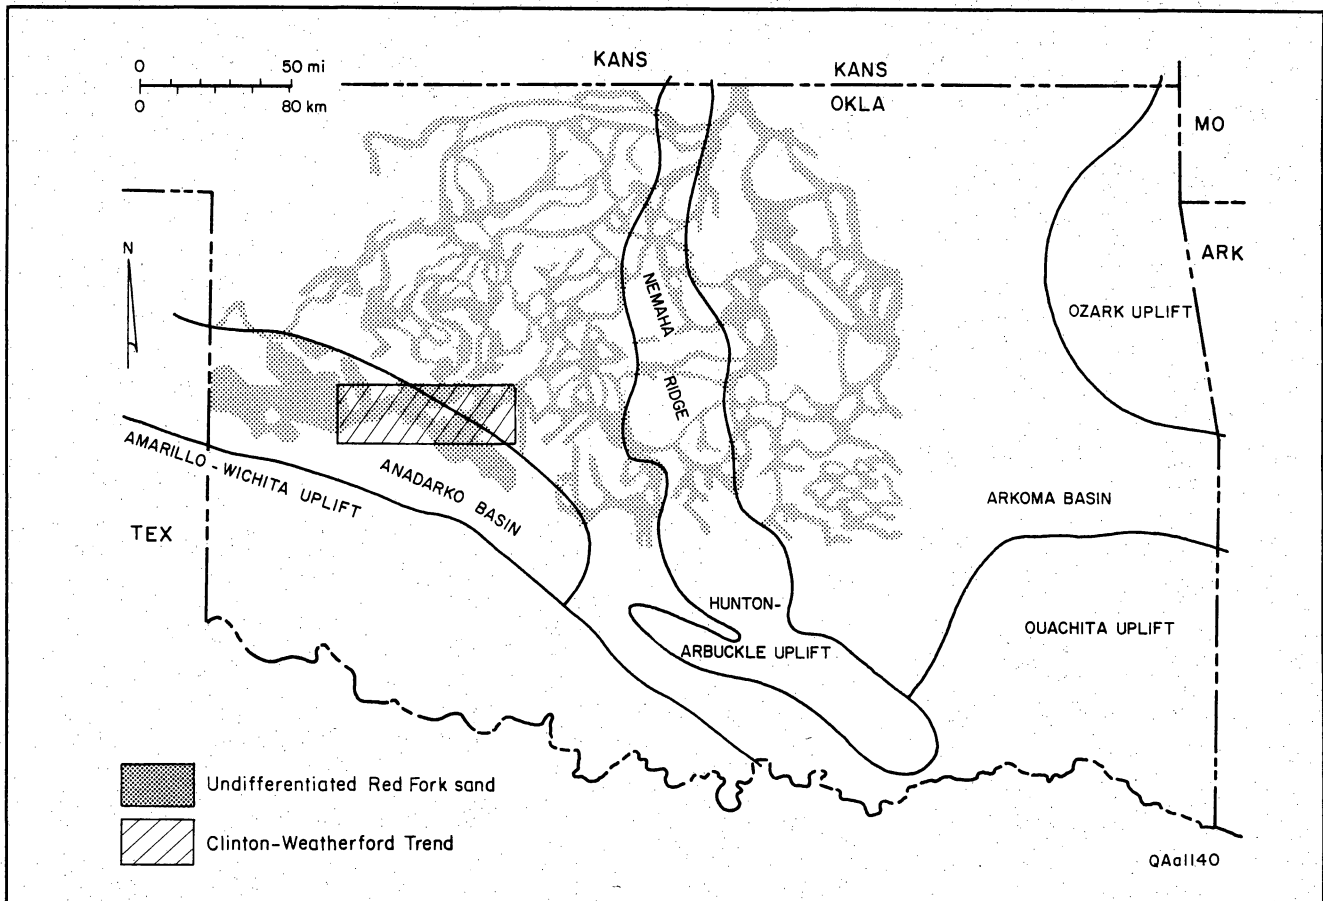 0 50 mi
0 80 km
KANS
KANS
OKLA
MO
ARK
N
NEMAHA
RIDGE
OZARK UPLIFT
AMARILLO-WICHITA UPLIFT
ANADARKO BASIN
TEX
ARKOMA BASIN
HUNTON-
ARBUCKLE UPLIFT
OUACHITA UPLIFT
Undifferentiated Red Fork sand
Clinton-Weatherford Trend
QAa1140